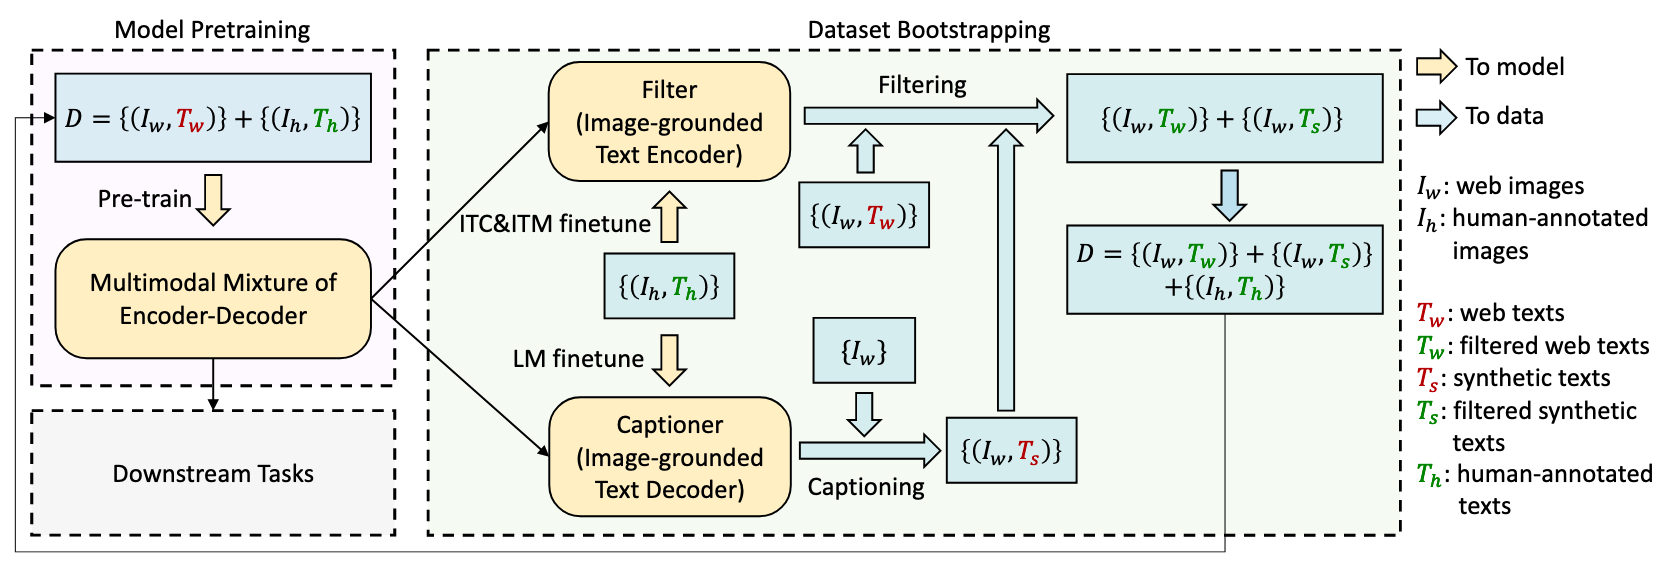 Model Pretraining
D = {(I_w, T_w)} + {(I_h, T_h)}
Pre-train
Multimodal Mixture of
Encoder-Decoder
Downstream Tasks
Dataset Bootstrapping
Filter
(Image-grounded
Text Encoder)
ITC&ITM finetune
{(I_h, T_h)}
LM finetune
Captioner
(Image-grounded
Text Decoder)
Filtering
{(I_w, T_w)}
{I_w}
Captioning
{(I_w, T_s)}
{(I_w, T_w)} + {(I_w, T_s)}
D = {(I_w, T_w)} + {(I_w, T_s)}
+{(I_h, T_h)}
To model
To data
I_w: web images
I_h: human-annotated
images
T_w: web texts
T_w: filtered web texts
T_s: synthetic texts
T_s: filtered synthetic
texts
T_h: human-annotated
texts